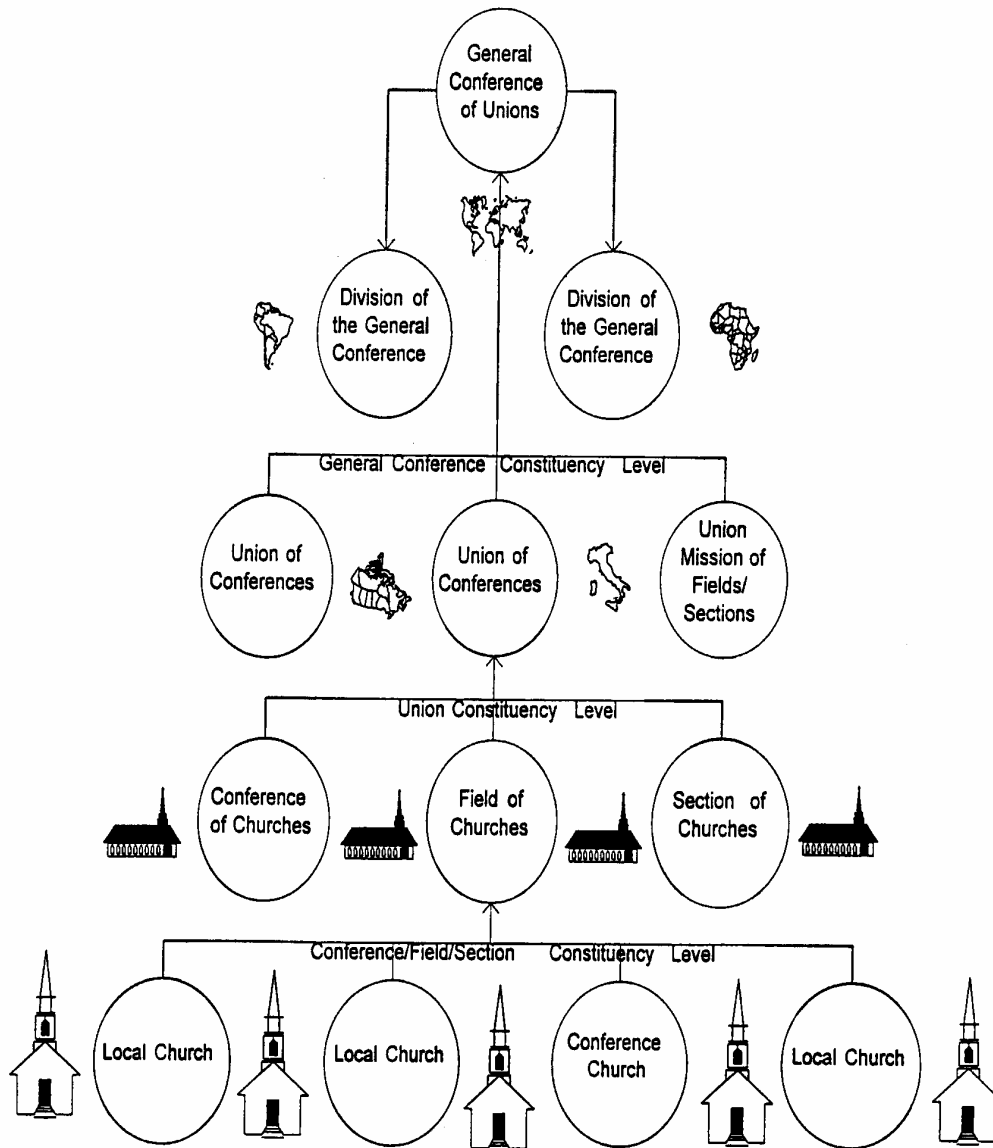 General
Conference
of Unions
Division of
the General
Conference
Division of
the General
Conference
General Conference Constituency Level
Union of
Conferences
Union of
Conferences
Union
Mission of
Fields/
Sections
Union Constituency Level
Conference
of Churches
Field of
Churches
Section of
Churches
Conference/Field/Section Constituency Level
Local Church
Local Church
Conference
Church
Local Church